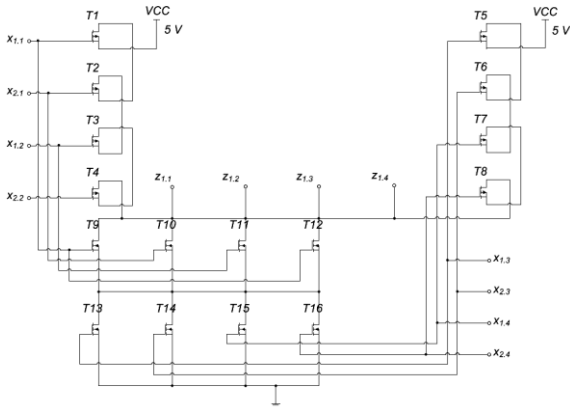 T1 VCC T5 VCC
x1.1 5 V 5 V
T2 T6
x2.1
T3 T7
x1.2
T4 z1.1 z1.2 z1.3 z1.4 T8
x2.2
T9 T10 T11 T12
x1.3
x2.3
T13 T14 T15 T16
x1.4
x2.4